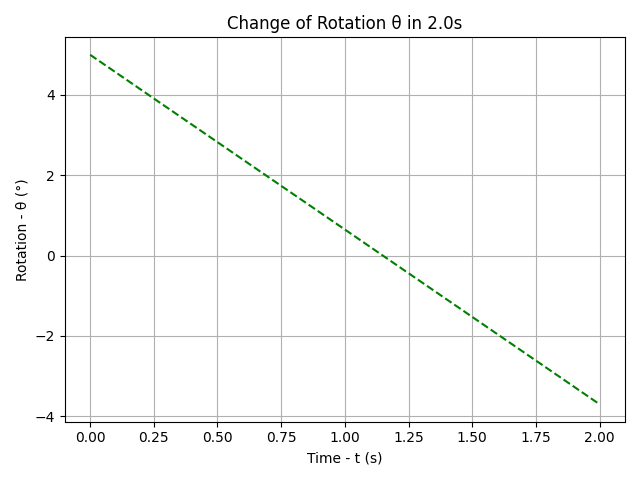 Change of Rotation θ in 2.0s
Rotation - θ (°)
4
2
0
−2
−4
0.00 0.25 0.50 0.75 1.00 1.25 1.50 1.75 2.00
Time - t (s)